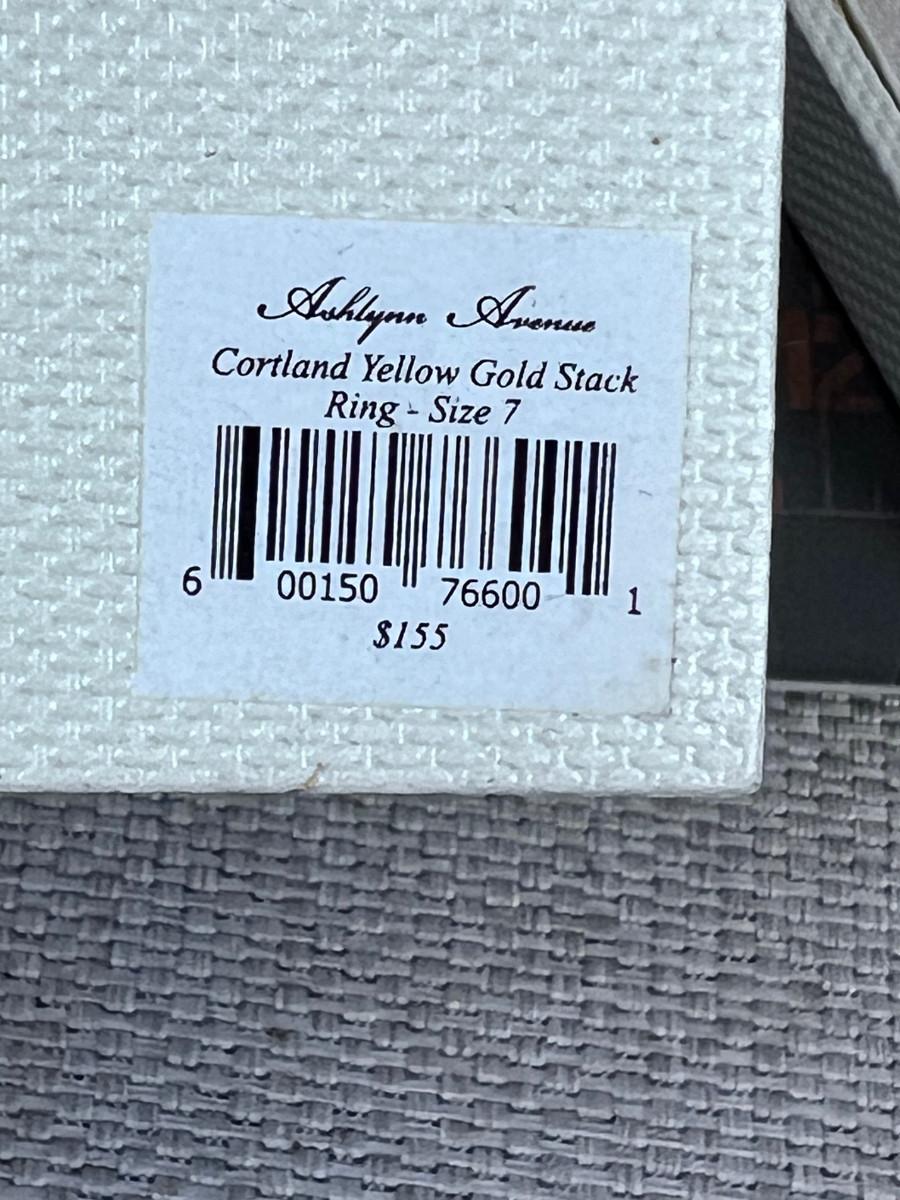 Ashlynn Avenue
Cortland Yellow Gold Stack
Ring - Size 7
6 00150 76600 1
$155